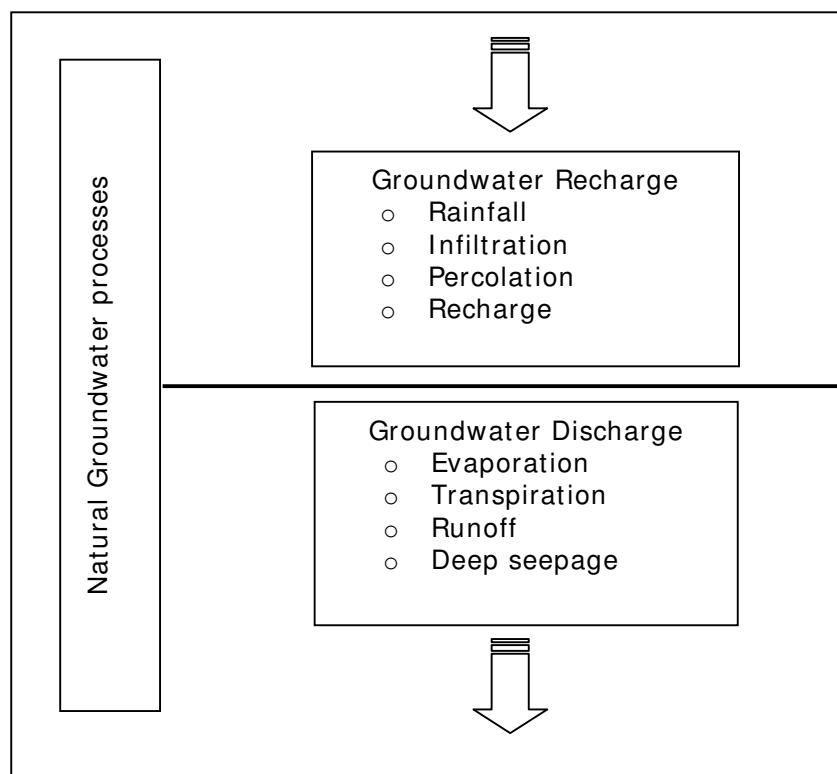 Natural Groundwater processes
Groundwater Recharge
o Rainfall
o Infiltration
o Percolation
o Recharge
Groundwater Discharge
o Evaporation
o Transpiration
o Runoff
o Deep seepage